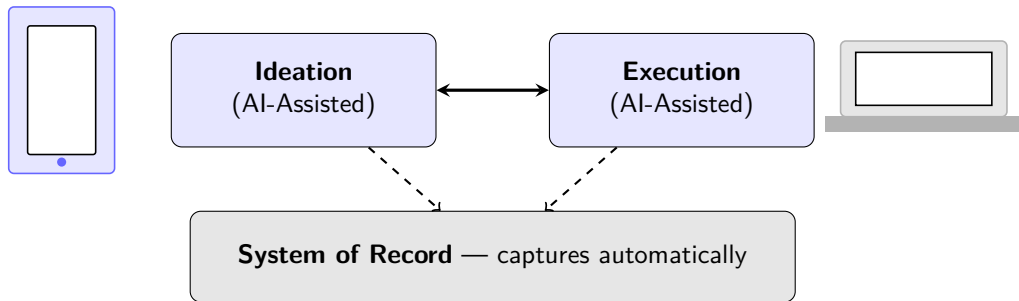 Ideation
(AI-Assisted)
Execution
(AI-Assisted)
System of Record — captures automatically